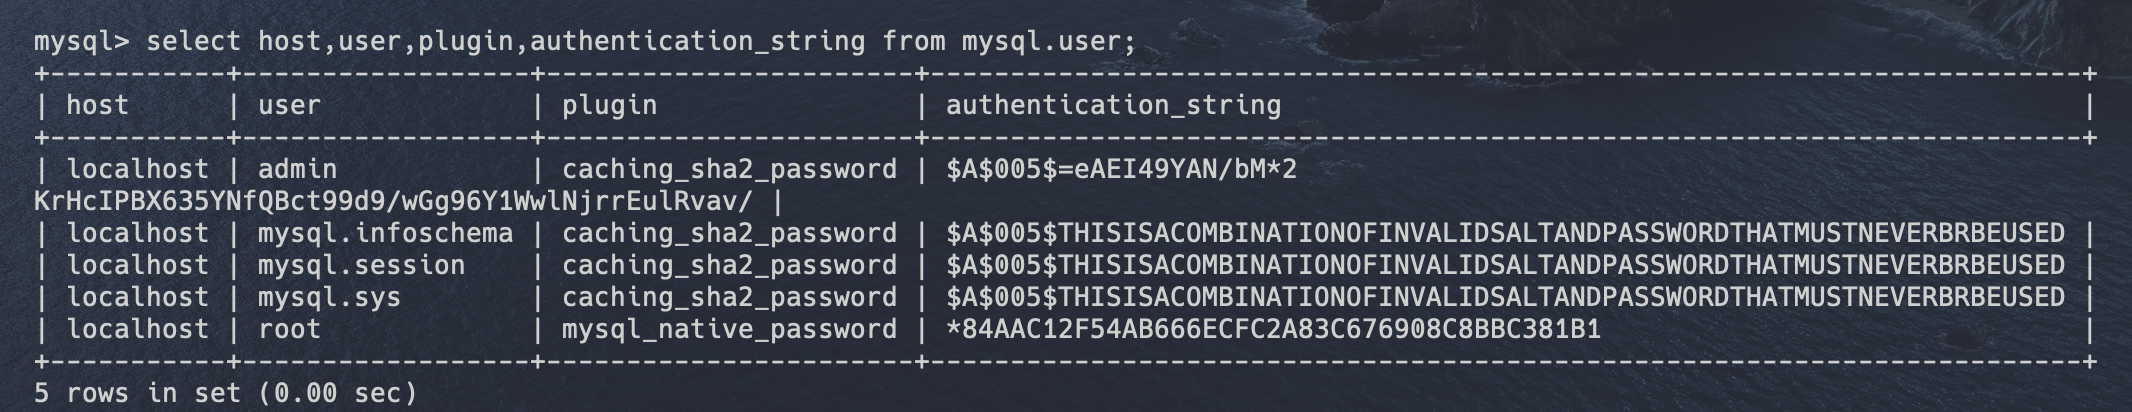 mysql> select host,user,plugin,authentication_string from mysql.user;
+-----------+------------------+-----------------------+------------------------------------------------------------------------+
| host      | user             | plugin                | authentication_string                                                  |
+-----------+------------------+-----------------------+------------------------------------------------------------------------+
| localhost | admin            | caching_sha2_password | $A$005$=eAEI49YAN/bM*2
KrHcIPBX635YNfQBct99d9/wGg96Y1WwlNjrrEulRvav/ |
| localhost | mysql.infoschema | caching_sha2_password | $A$005$THISISACOMBINATIONOFINVALIDSALTANDPASSWORDTHATMUSTNEVERBRBEUSED |
| localhost | mysql.session    | caching_sha2_password | $A$005$THISISACOMBINATIONOFINVALIDSALTANDPASSWORDTHATMUSTNEVERBRBEUSED |
| localhost | mysql.sys        | caching_sha2_password | $A$005$THISISACOMBINATIONOFINVALIDSALTANDPASSWORDTHATMUSTNEVERBRBEUSED |
| localhost | root             | mysql_native_password | *84AAC12F54AB666ECFC2A83C676908C8BBC381B1                              |
+-----------+------------------+-----------------------+------------------------------------------------------------------------+
5 rows in set (0.00 sec)